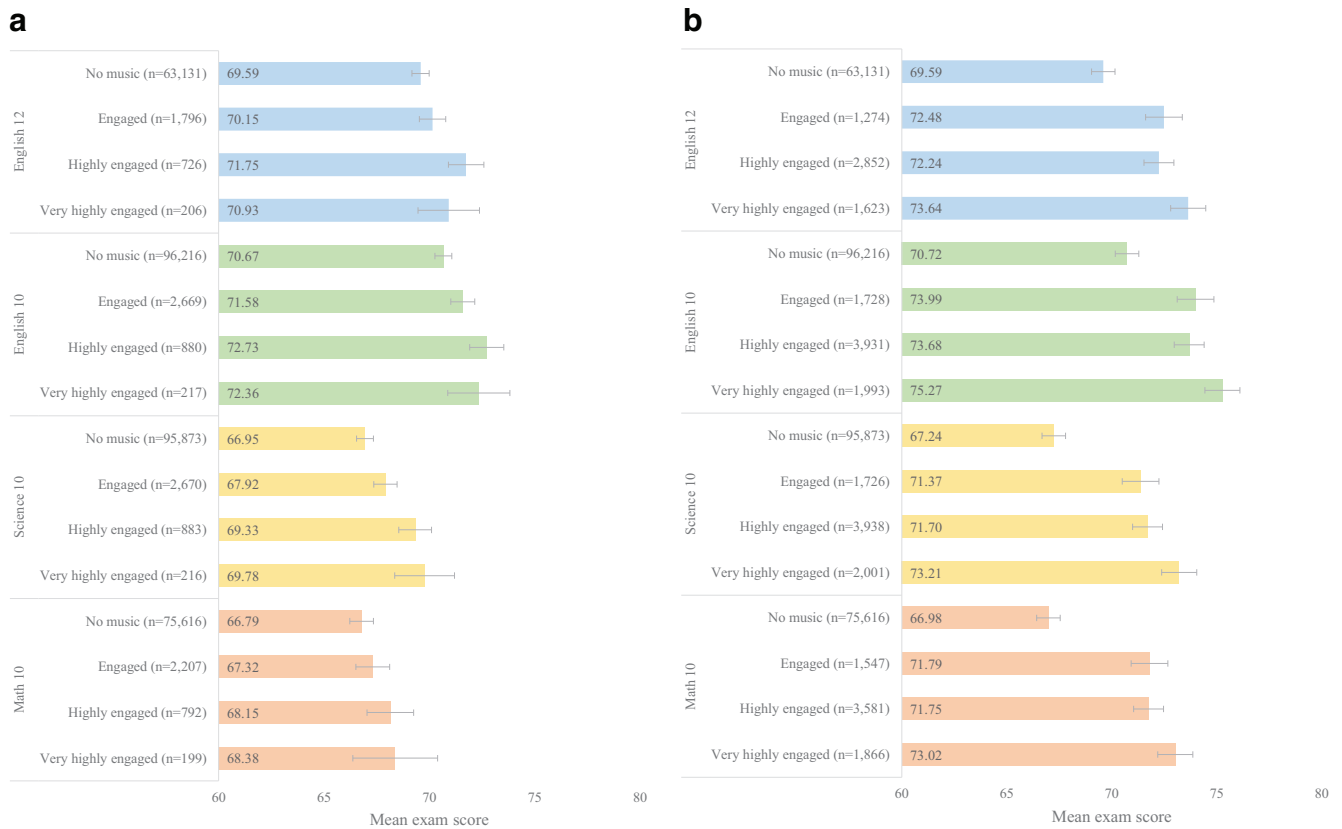 a
English 12
No music (n=63,131) 69.59
Engaged (n=1,796) 70.15
Highly engaged (n=726) 71.75
Very highly engaged (n=206) 70.93
English 10
No music (n=96,216) 70.67
Engaged (n=2,669) 71.58
Highly engaged (n=880) 72.73
Very highly engaged (n=217) 72.36
Science 10
No music (n=95,873) 66.95
Engaged (n=2,670) 67.92
Highly engaged (n=883) 69.33
Very highly engaged (n=216) 69.78
Math 10
No music (n=75,616) 66.79
Engaged (n=2,207) 67.32
Highly engaged (n=792) 68.15
Very highly engaged (n=199) 68.38
60 65 70 75 80
Mean exam score
b
English 12
No music (n=63,131) 69.59
Engaged (n=1,274) 72.48
Highly engaged (n=2,852) 72.24
Very highly engaged (n=1,623) 73.64
English 10
No music (n=96,216) 70.72
Engaged (n=1,728) 73.99
Highly engaged (n=3,931) 73.68
Very highly engaged (n=1,993) 75.27
Science 10
No music (n=95,873) 67.24
Engaged (n=1,726) 71.37
Highly engaged (n=3,938) 71.70
Very highly engaged (n=2,001) 73.21
Math 10
No music (n=75,616) 66.98
Engaged (n=1,547) 71.79
Highly engaged (n=3,581) 71.75
Very highly engaged (n=1,866) 73.02
60 65 70 75 80
Mean exam score